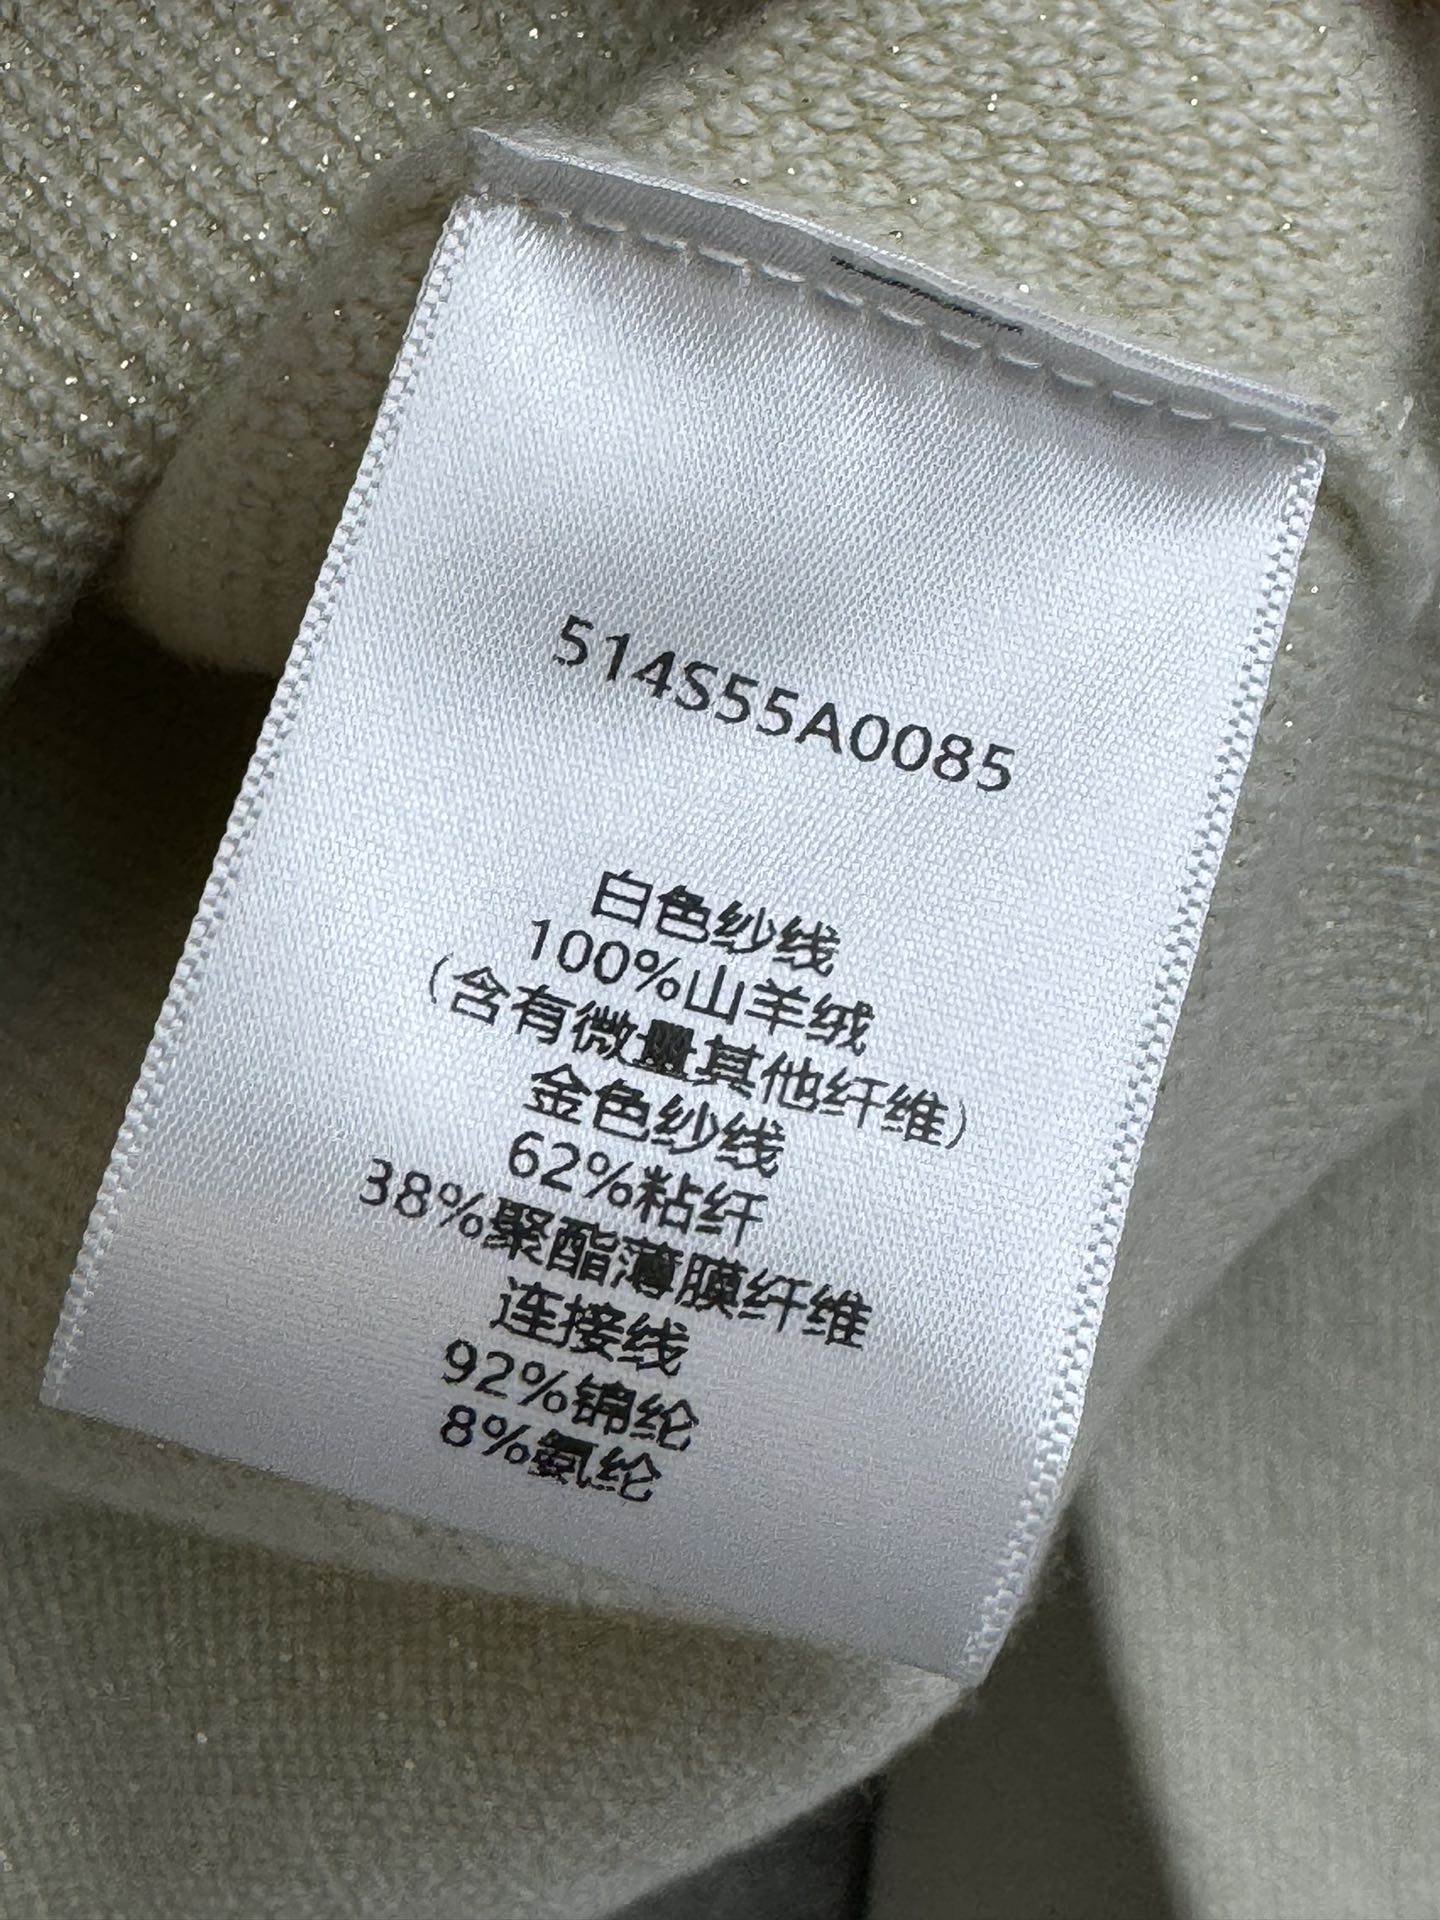 514S55A0085
白色纱线
100%山羊绒
（含有微量其他纤维）
金色纱线
62%粘纤
38%聚酯薄膜纤维
连接线
92%锦纶
8%氨纶